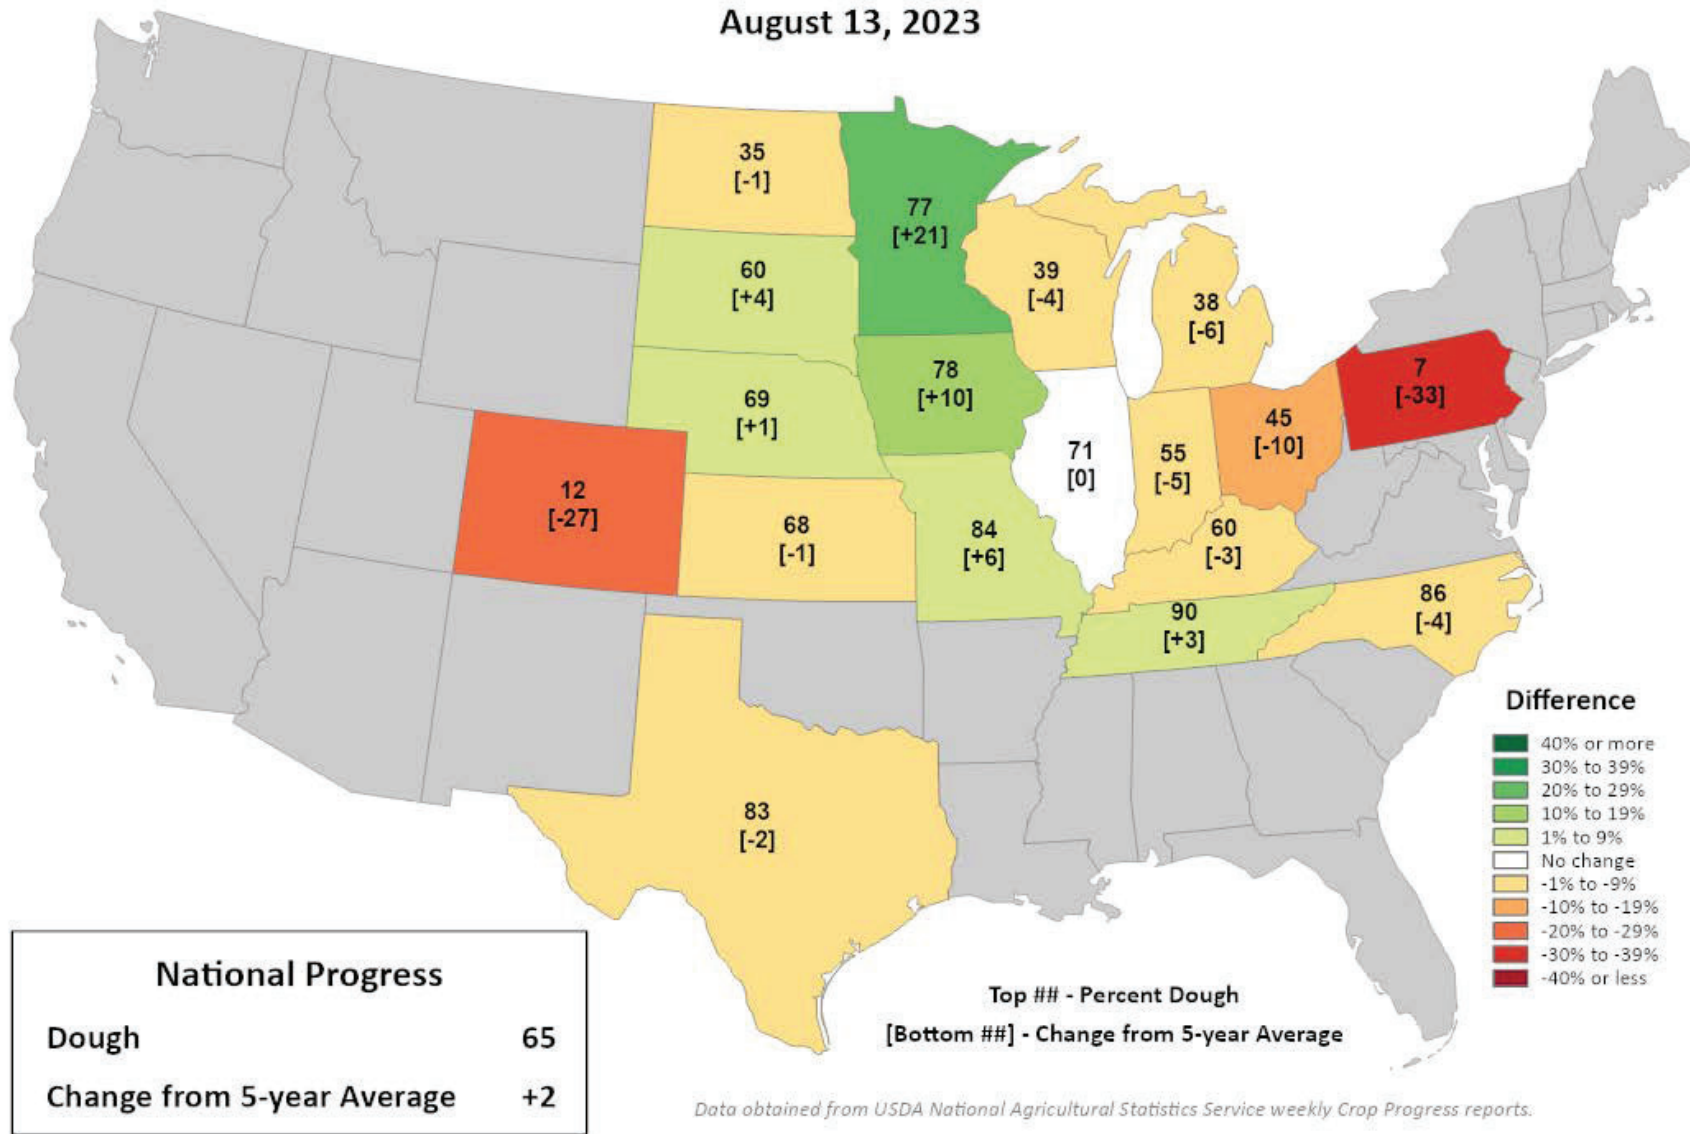 August 13, 2023
35
[-1]
77
[+21]
60
[+4]
39
[-4]
38
[-6]
69
[+1]
78
[+10]
7
[-33]
45
[-10]
71
[0]
55
[-5]
12
[-27]
68
[-1]
84
[+6]
60
[-3]
90
[+3]
86
[-4]
83
[-2]
Difference
40% or more
30% to 39%
20% to 29%
10% to 19%
1% to 9%
No change
-1% to -9%
-10% to -19%
-20% to -29%
-30% to -39%
-40% or less
National Progress
Dough 65
Change from 5-year Average +2
Top ## - Percent Dough
[Bottom ##] - Change from 5-year Average
Data obtained from USDA National Agricultural Statistics Service weekly Crop Progress reports.